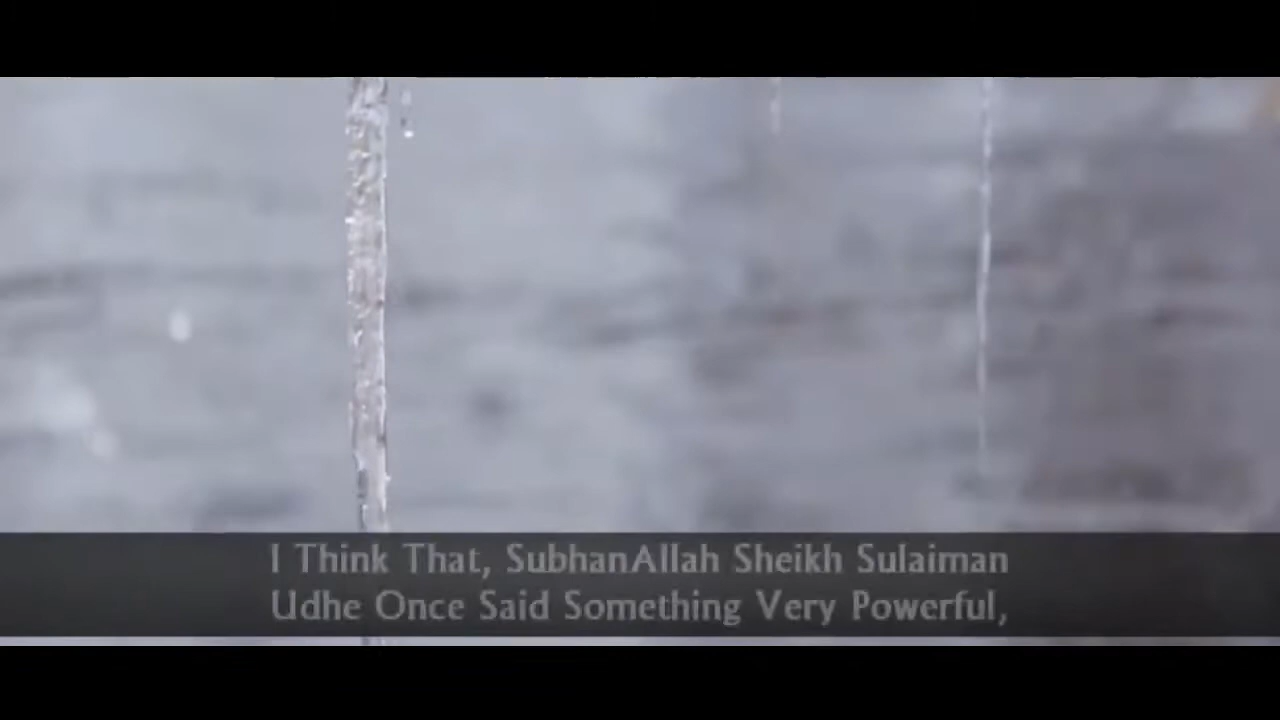 I Think That, SubhanAllah Sheikh Sulaiman
Udhe Once Said Something Very Powerful,